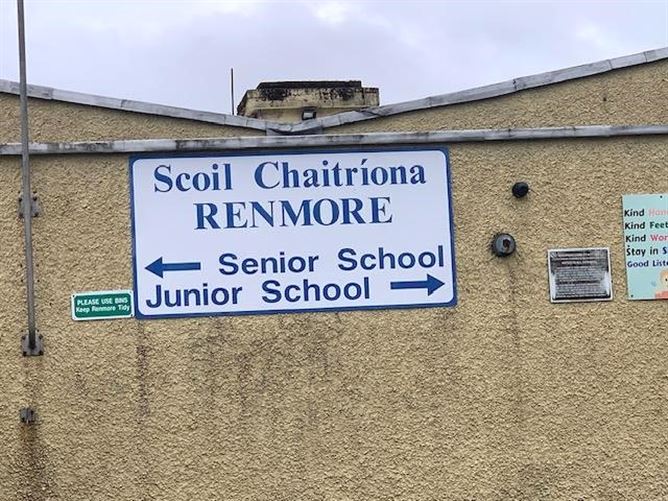 Scoil Chaitríona
RENMORE
Senior School
Junior School
PLEASE USE BINS
Keep Renmore Tidy
Kind
Kind Feet
Kind
Stay in
Good